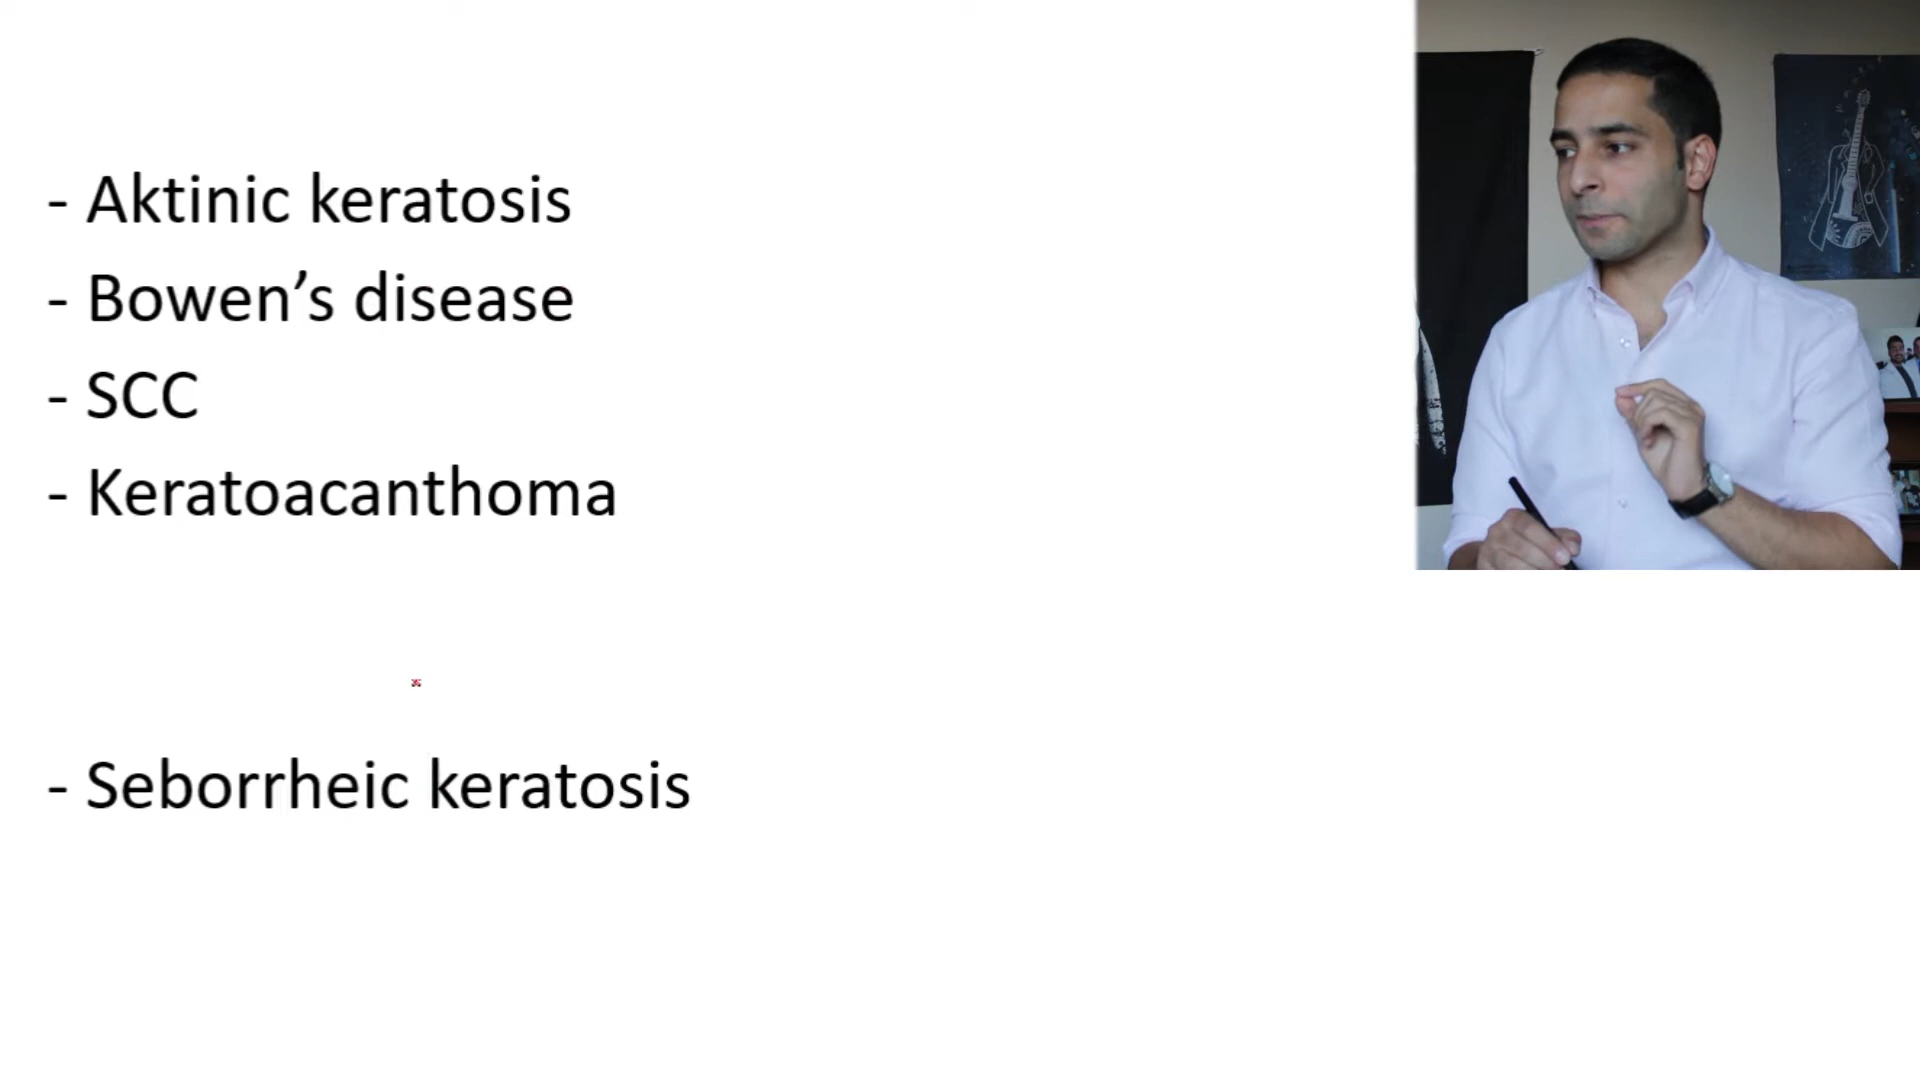 - Aktinic keratosis
- Bowen’s disease
- SCC
- Keratoacanthoma
- Seborrheic keratosis